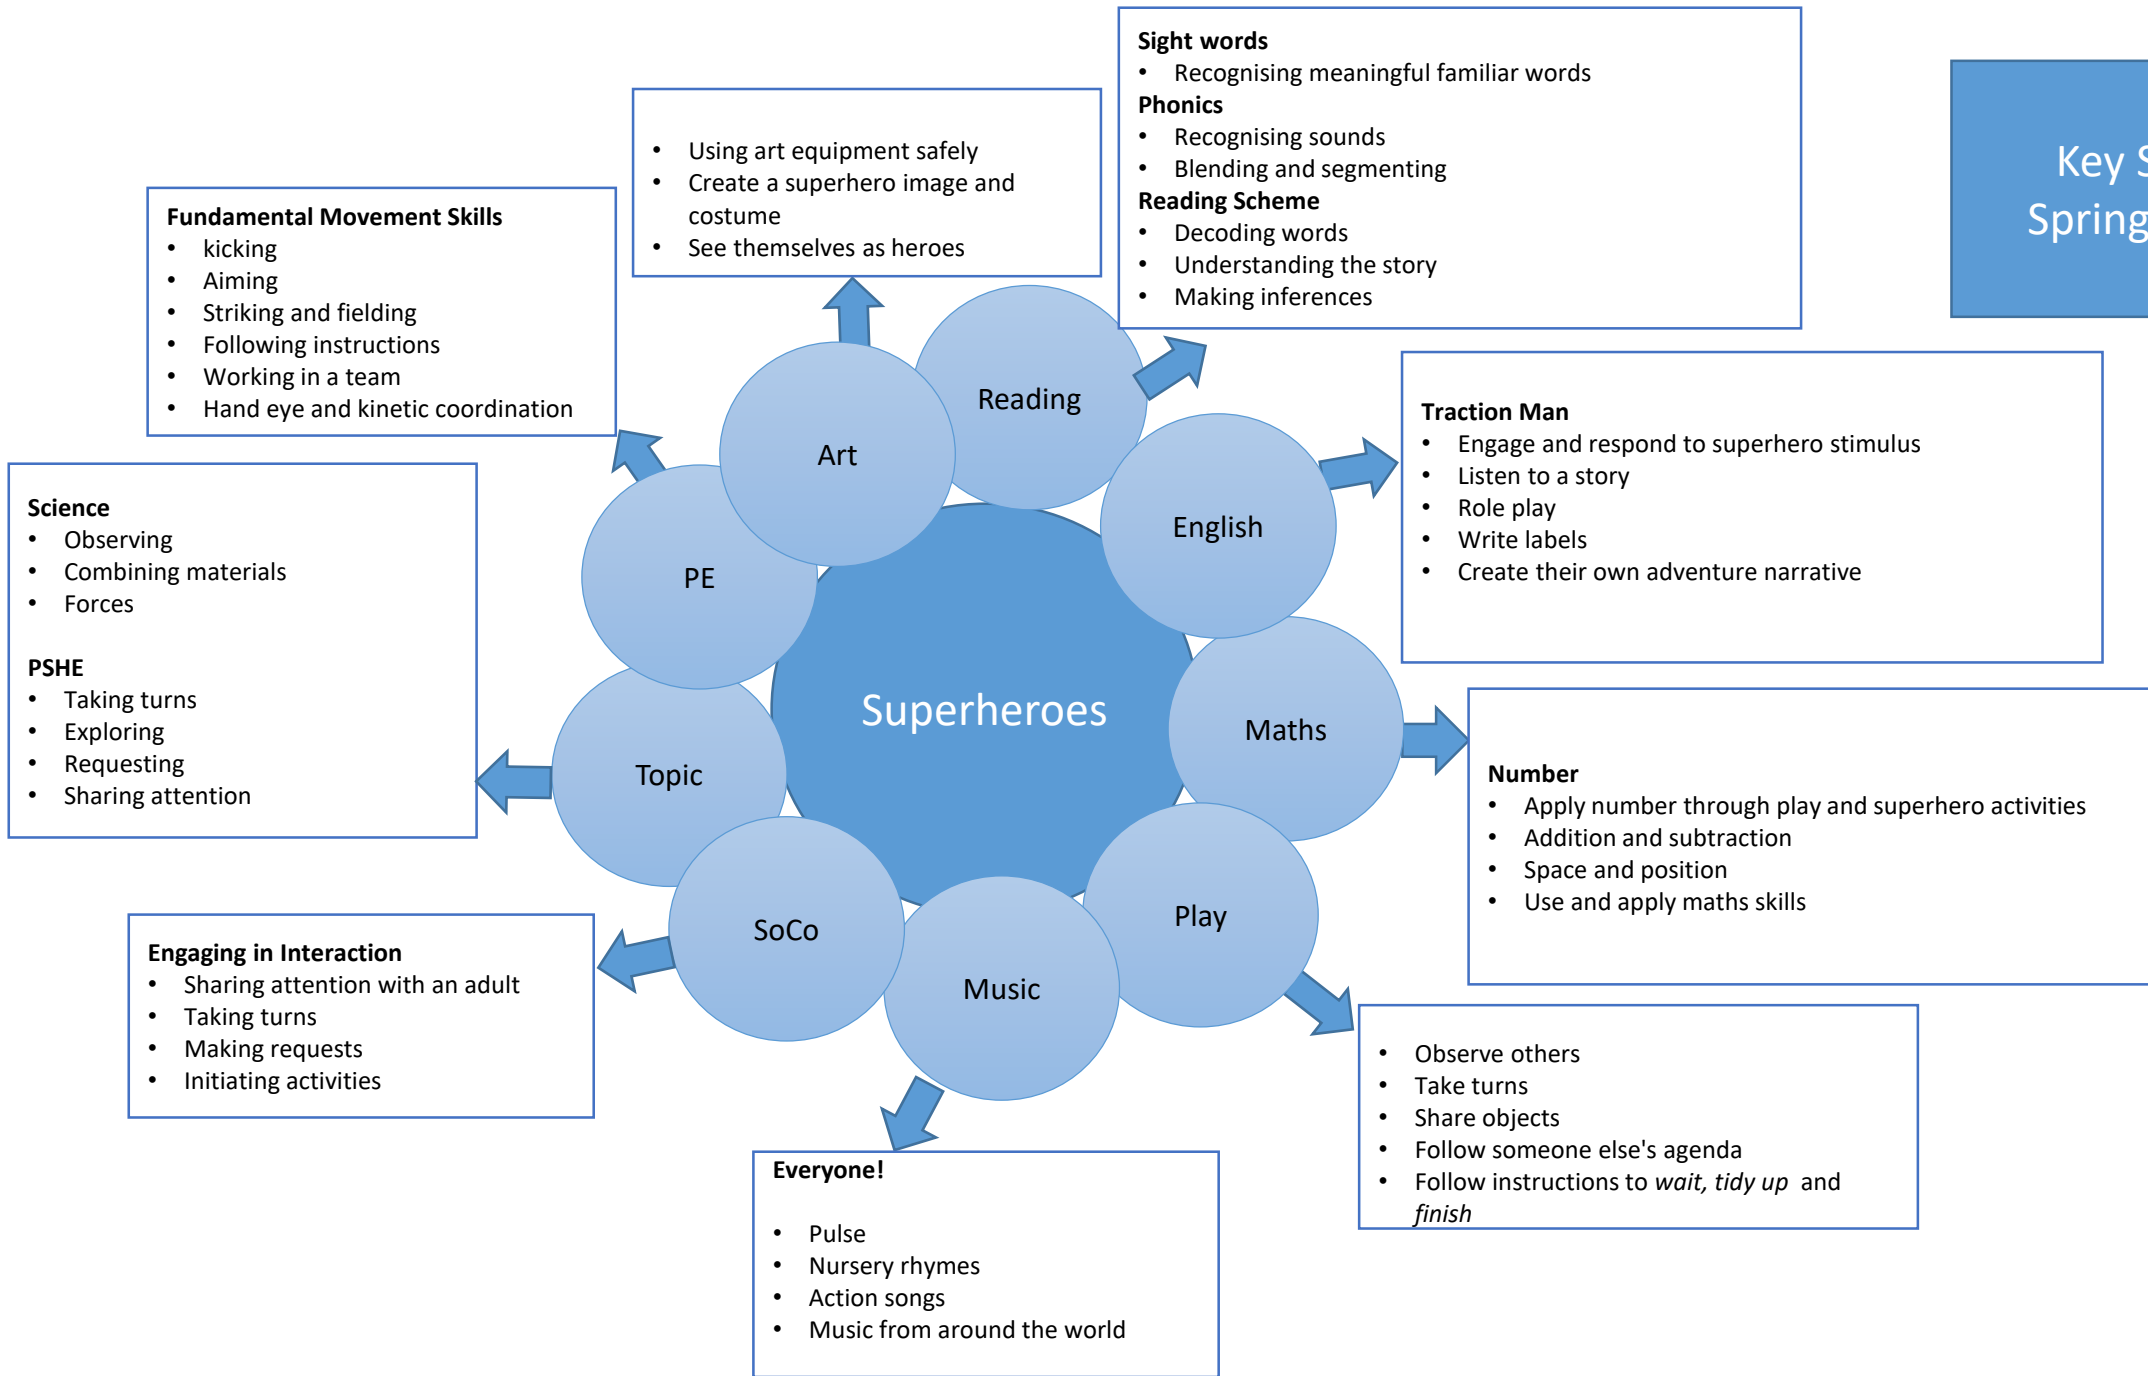 Sight words
• Recognising meaningful familiar words
Phonics
• Recognising sounds
• Blending and segmenting
Reading Scheme
• Decoding words
• Understanding the story
• Making inferences
Key
Spring
• Using art equipment safely
• Create a superhero image and
costume
• See themselves as heroes
Fundamental Movement Skills
• kicking
• Aiming
• Striking and fielding
• Following instructions
• Working in a team
• Hand eye and kinetic coordination
Traction Man
• Engage and respond to superhero stimulus
• Listen to a story
• Role play
• Write labels
• Create their own adventure narrative
Science
• Observing
• Combining materials
• Forces
PSHE
• Taking turns
• Exploring
• Requesting
• Sharing attention
Reading
Art
English
PE
Superheroes
Maths
Topic
Play
SoCo
Music
Number
• Apply number through play and superhero activities
• Addition and subtraction
• Space and position
• Use and apply maths skills
Engaging in Interaction
• Sharing attention with an adult
• Taking turns
• Making requests
• Initiating activities
• Observe others
• Take turns
• Share objects
• Follow someone else's agenda
• Follow instructions to wait, tidy up and
finish
Everyone!
• Pulse
• Nursery rhymes
• Action songs
• Music from around the world